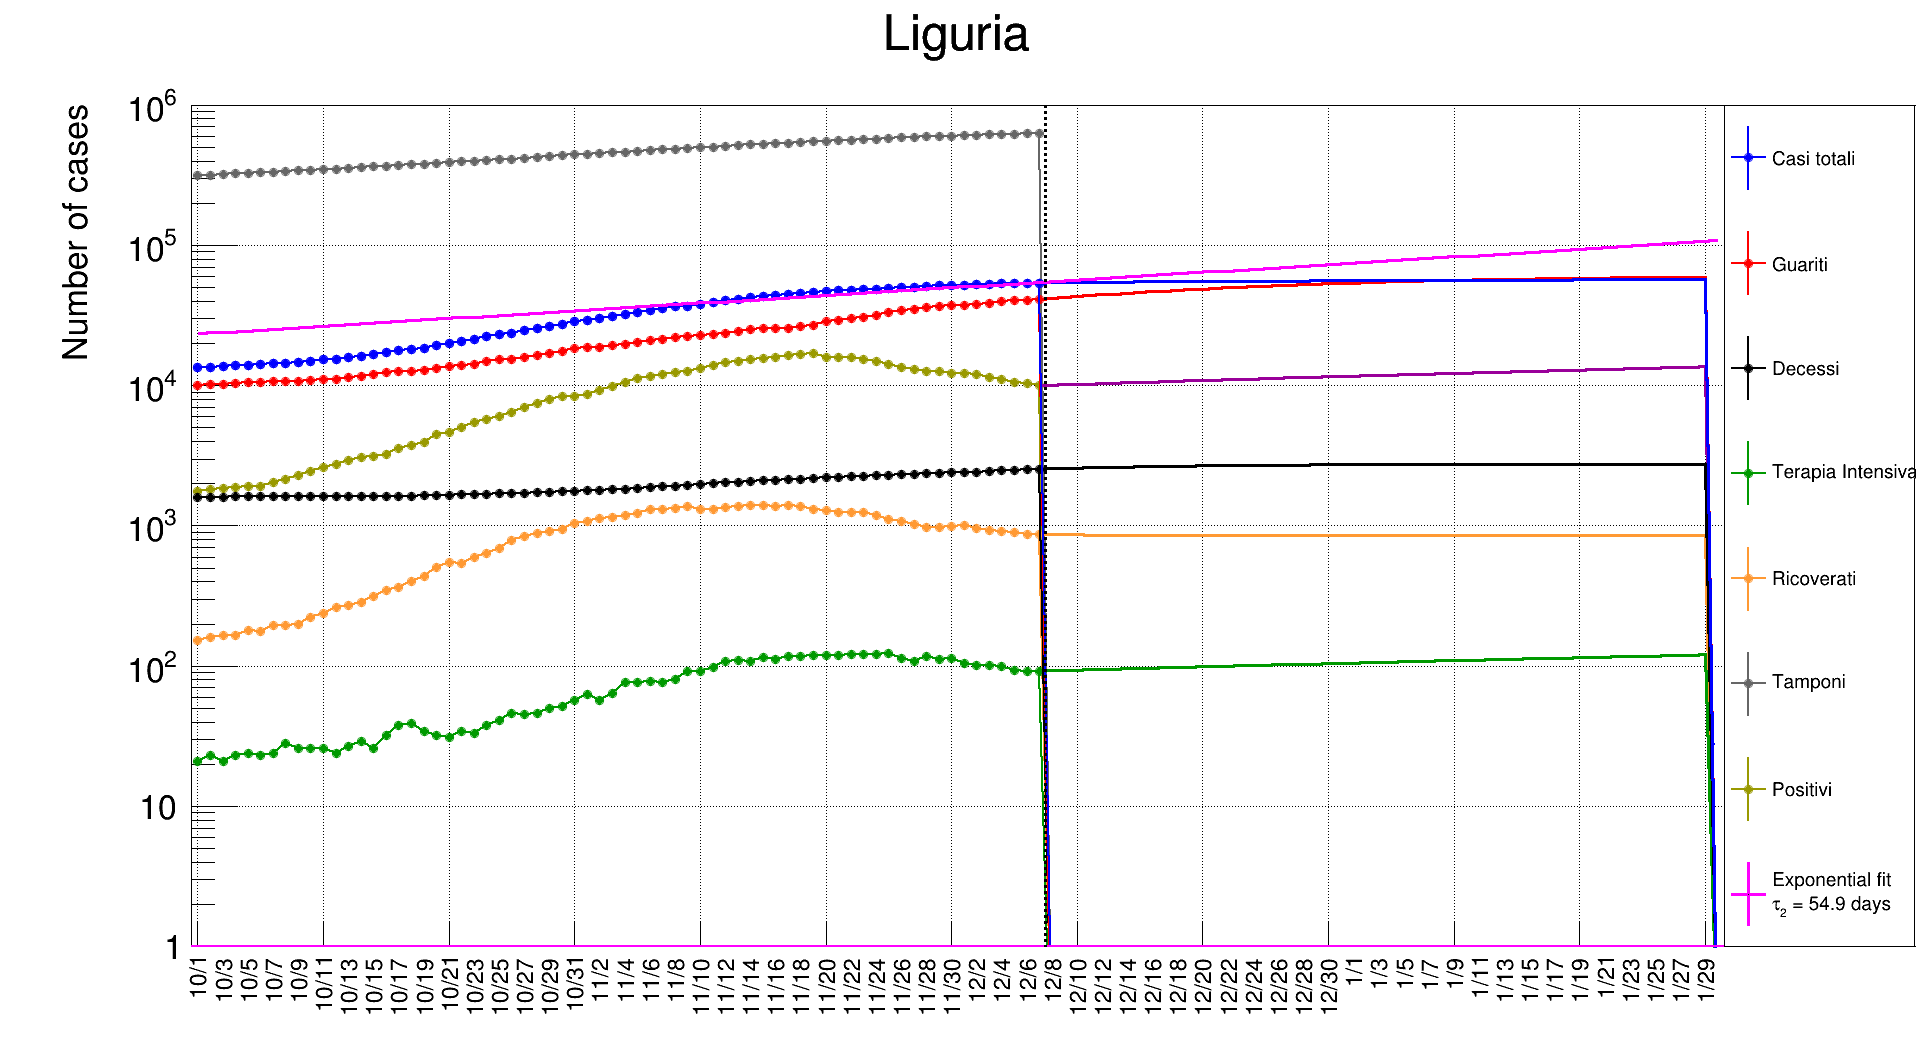 Liguria
Number of cases
10^6
10^5
10^4
10^3
10^2
10
1
10/1 10/3 10/5 10/7 10/9 10/11 10/13 10/15 10/17 10/19 10/21 10/23 10/25 10/27 10/29 10/31 11/2 11/4 11/6 11/8 11/10 11/12 11/14 11/16 11/18 11/20 11/22 11/24 11/26 11/28 11/30 12/2 12/4 12/6 12/8 12/10 12/12 12/14 12/16 12/18 12/20 12/22 12/24 12/26 12/28 12/30 1/1 1/3 1/5 1/7 1/9 1/11 1/13 1/15 1/17 1/19 1/21 1/23 1/25 1/27 1/29
Casi totali
Guariti
Decessi
Terapia Intensiva
Ricoverati
Tamponi
Positivi
Exponential fit
τ₂ = 54.9 days